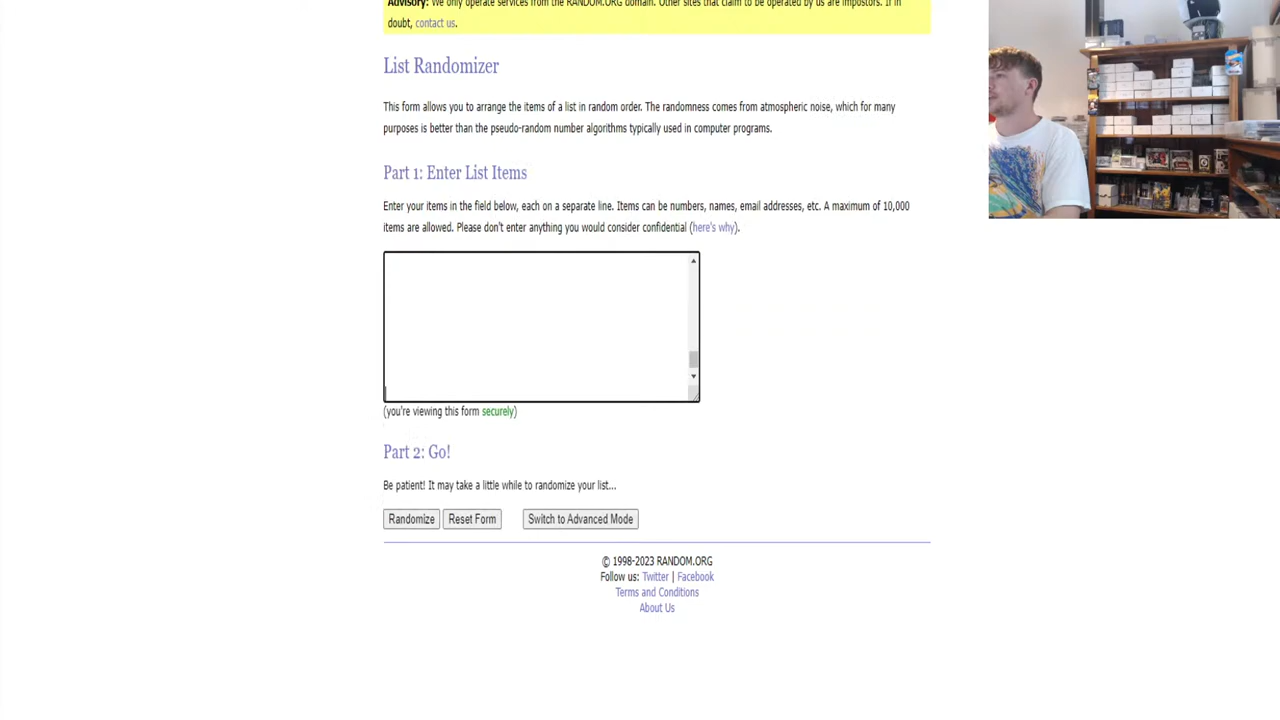 Advisory: We only operate services from the RANDOM.ORG domain. Other sites that claim to be operated by us are impostors. If in
doubt, contact us.
List Randomizer
This form allows you to arrange the items of a list in random order. The randomness comes from atmospheric noise, which for many
purposes is better than the pseudo-random number algorithms typically used in computer programs.
Part 1: Enter List Items
Enter your items in the field below, each on a separate line. Items can be numbers, names, email addresses, etc. A maximum of 10,000
items are allowed. Please don't enter anything you would consider confidential (here's why).
(you're viewing this form securely)
Part 2: Go!
Be patient! It may take a little while to randomize your list...
Randomize Reset Form Switch to Advanced Mode
© 1998-2023 RANDOM.ORG
Follow us: Twitter | Facebook
Terms and Conditions
About Us